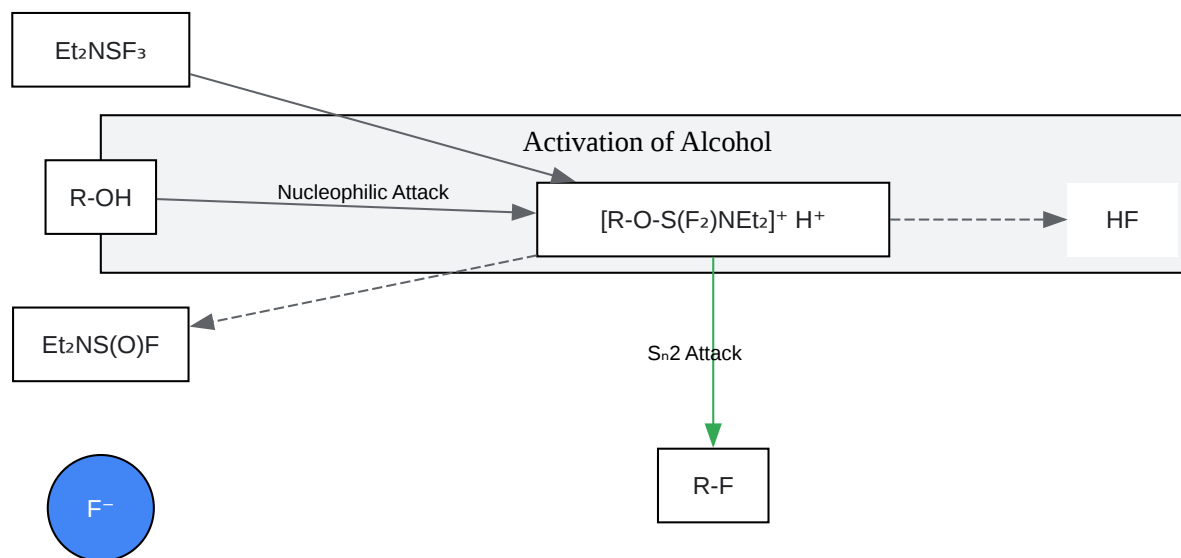 Et₂NSF₃
Activation of Alcohol
R-OH
Nucleophilic Attack
[R-O-S(F₂)NEt₂]⁺ H⁺
HF
Et₂NS(O)F
Sₙ2 Attack
R-F
F⁻